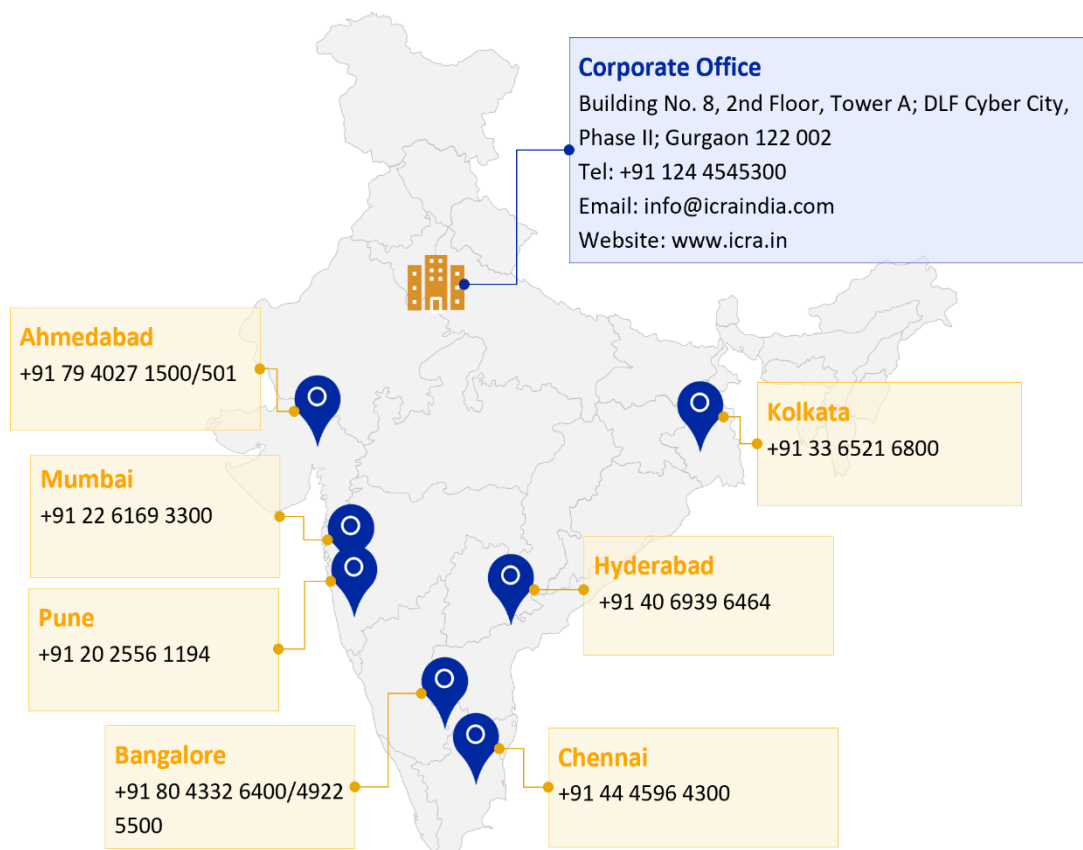 Corporate Office
Building No. 8, 2nd Floor, Tower A; DLF Cyber City,
Phase II; Gurgaon 122 002
Tel: +91 124 4545300
Email: info@icraindia.com
Website: www.icra.in
Ahmedabad
+91 79 4027 1500/501
Kolkata
+91 33 6521 6800
Mumbai
+91 22 6169 3300
Hyderabad
+91 40 6939 6464
Pune
+91 20 2556 1194
Bangalore
+91 80 4332 6400/4922
5500
Chennai
+91 44 4596 4300